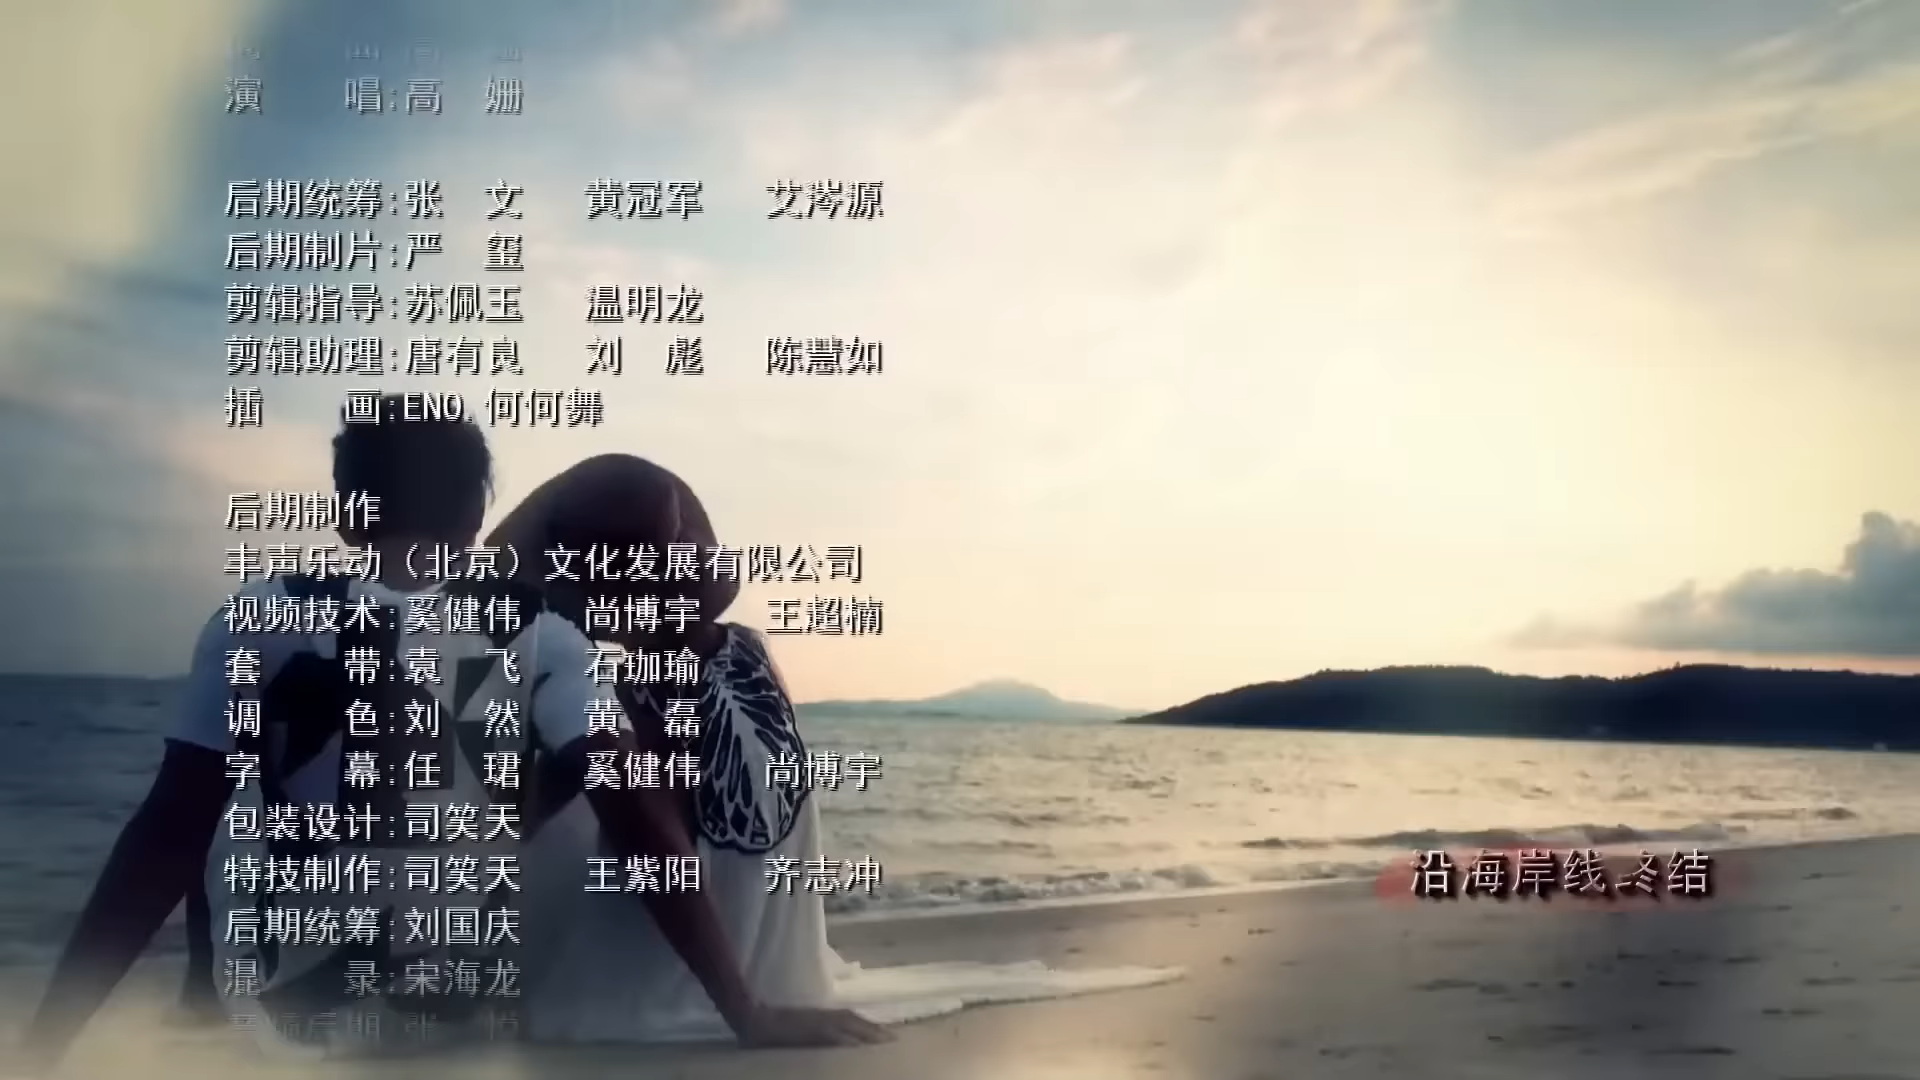 演 唱:高 姗
后期统筹:张 文 黄冠军 艾涔源
后期制片:严 玺
剪辑指导:苏佩玉 温明龙
剪辑助理:唐有良 刘 彪 陈慧如
插 画:ENO.何何舞
后期制作
丰声乐动（北京）文化发展有限公司
视频技术:奚健伟 尚博宇 王超楠
套 带:袁 飞 石珈瑜
调 色:刘 然 黄 磊
字 幕:任 珺 奚健伟 尚博宇
包装设计:司笑天
特技制作:司笑天 王紫阳 齐志冲
沿海岸线终结
后期统筹:刘国庆
混 录:宋海龙